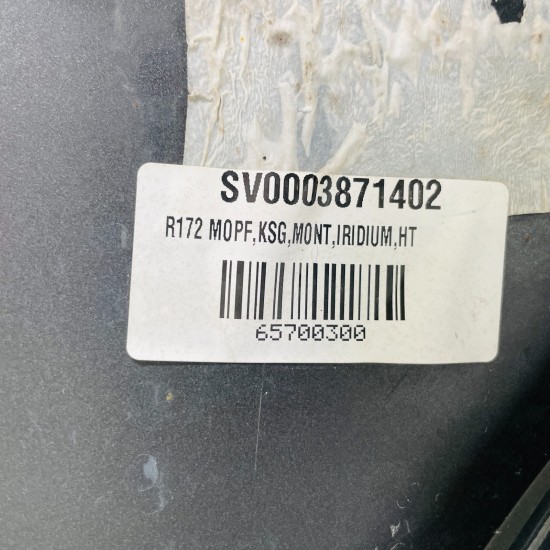 SV0003871402
R172 MOPF,KSG,MONT,IRIDIUM,HT
65700300